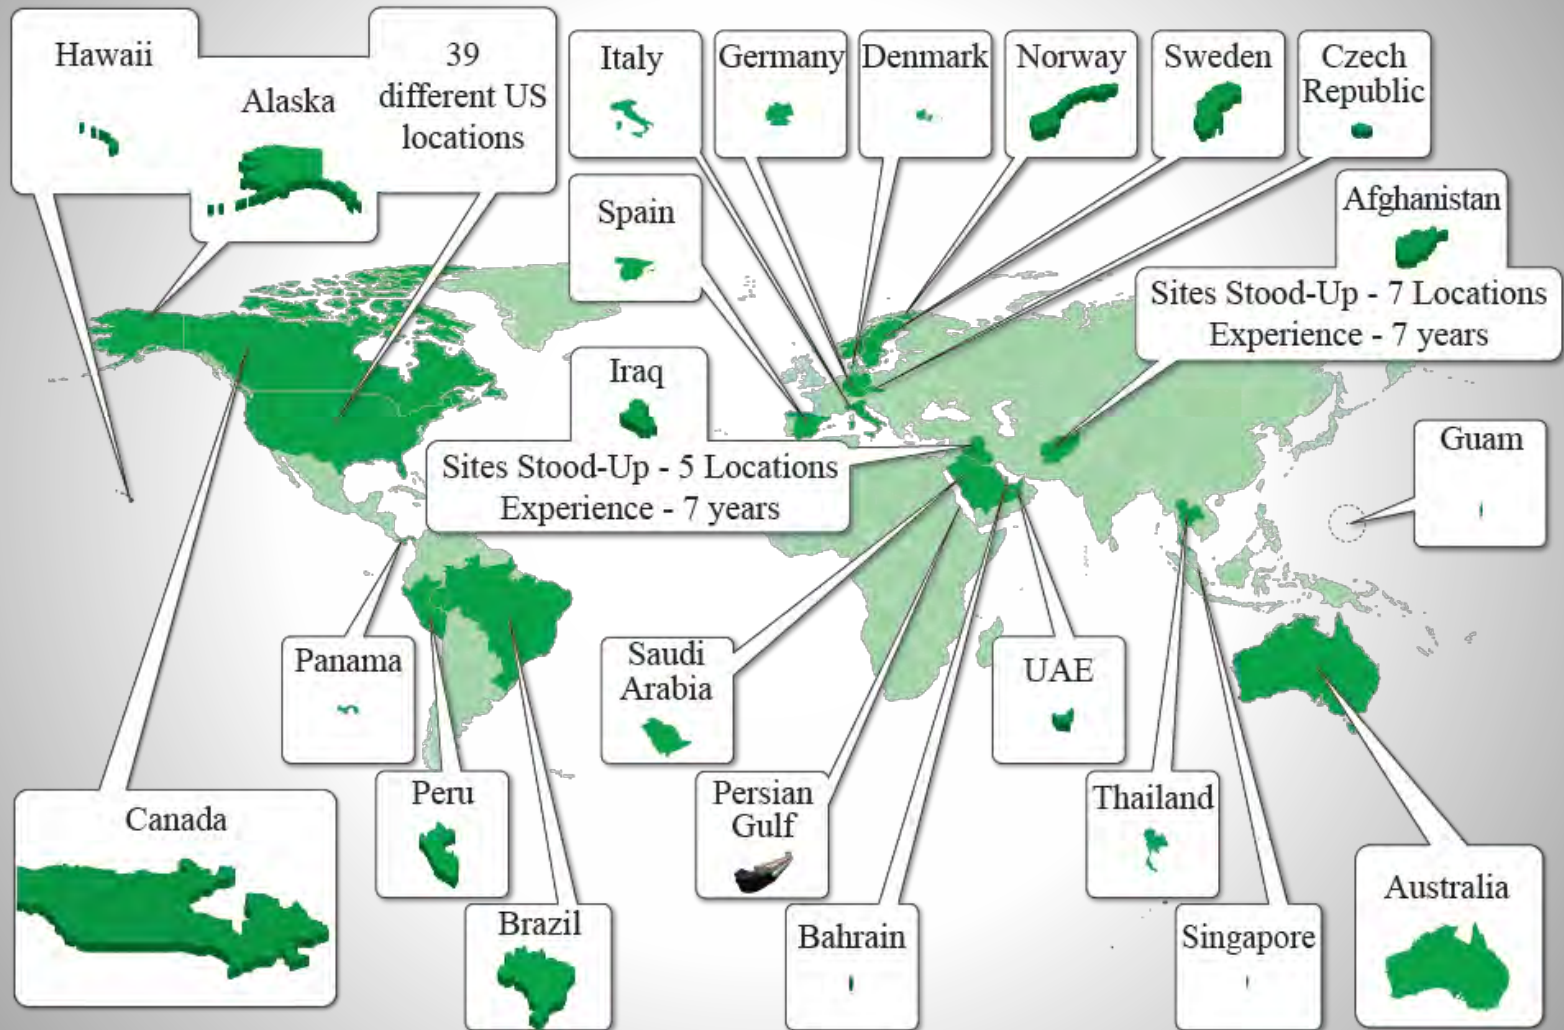 Hawaii
Alaska
39
different US
locations
Italy
Germany
Denmark
Norway
Sweden
Czech
Republic
Spain
Afghanistan
Sites Stood-Up - 7 Locations
Experience - 7 years
Iraq
Sites Stood-Up - 5 Locations
Experience - 7 years
Guam
Panama
Saudi
Arabia
UAE
Canada
Peru
Persian
Gulf
Thailand
Brazil
Bahrain
Singapore
Australia